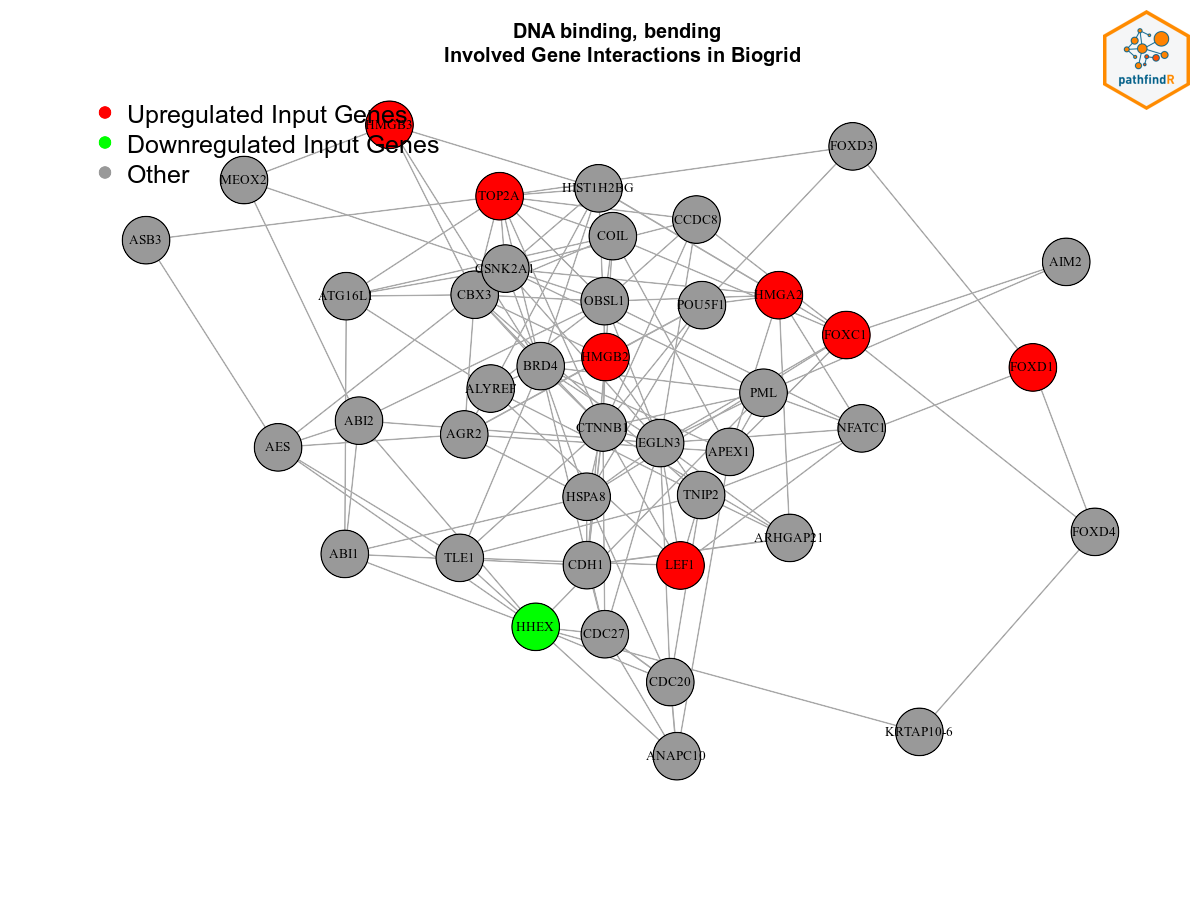 DNA binding, bending
Involved Gene Interactions in Biogrid
pathfindR
Upregulated Input Genes
Downregulated Input Genes
Other
HMGB3
FOXD3
MEOX2
HIST1H2BG
TOP2A
CCDC8
ASB3
COIL
AIM2
CSNK2A1
ATG16L1
CBX3
OBSL1
POU5F1
HMGA2
FOXC1
HMGB2
BRD4
FOXD1
ALYREF
PML
ABI2
AGR2
CTNNB1
EGLN3
NFATC1
AES
APEX1
HSPA8
TNIP2
ABI1
TLE1
CDH1
LEF1
ARHGAP21
FOXD4
HHEX
CDC27
CDC20
KRTAP10-6
ANAPC10